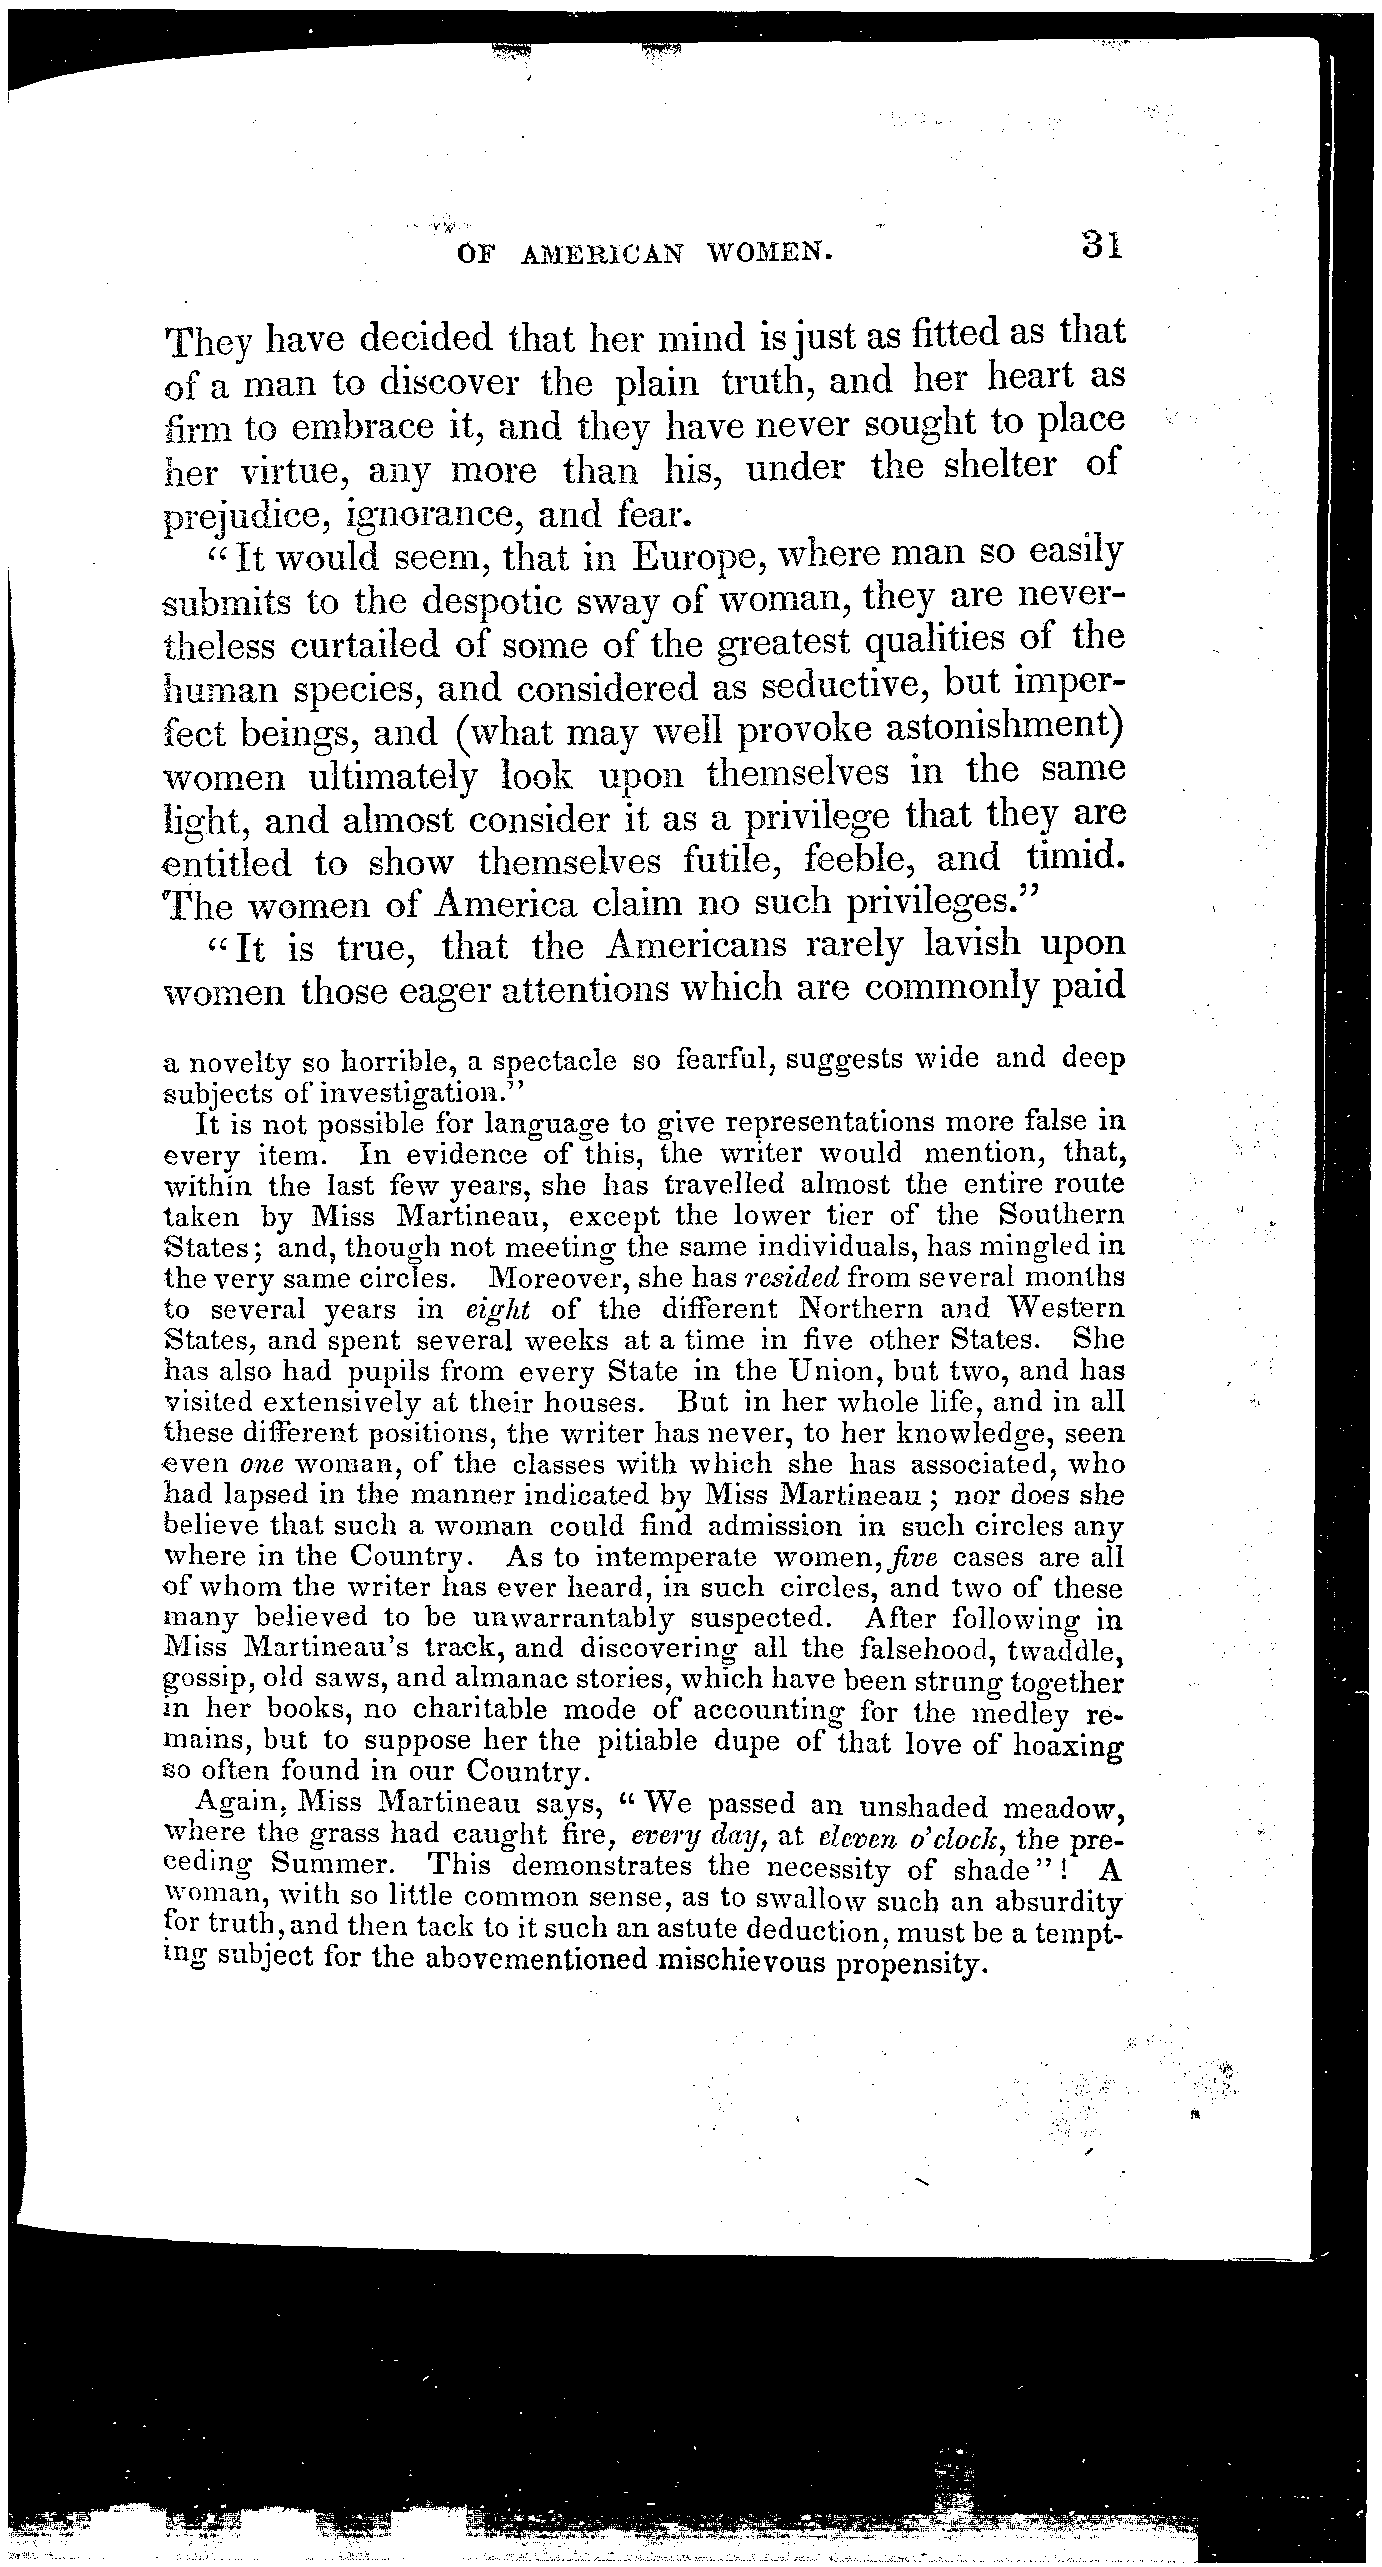 OF AMERICAN WOMEN. 31
They have decided that her mind is just as fitted as that
of a man to discover the plain truth, and her heart as
firm to embrace it, and they have never sought to place
her virtue, any more than his, under the shelter of
prejudice, ignorance, and fear.
“It would seem, that in Europe, where man so easily
submits to the despotic sway of woman, they are never-
theless curtailed of some of the greatest qualities of the
human species, and considered as seductive, but imper-
fect beings, and (what may well provoke astonishment)
women ultimately look upon themselves in the same
light, and almost consider it as a privilege that they are
entitled to show themselves futile, feeble, and timid.
The women of America claim no such privileges.”
“It is true, that the Americans rarely lavish upon
women those eager attentions which are commonly paid
a novelty so horrible, a spectacle so fearful, suggests wide and deep
subjects of investigation.”
It is not possible for language to give representations more false in
every item. In evidence of this, the writer would mention, that,
within the last few years, she has travelled almost the entire route
taken by Miss Martineau, except the lower tier of the Southern
States; and, though not meeting the same individuals, has mingled in
the very same circles. Moreover, she has resided from several months
to several years in eight of the different Northern and Western
States, and spent several weeks at a time in five other States. She
has also had pupils from every State in the Union, but two, and has
visited extensively at their houses. But in her whole life, and in all
these different positions, the writer has never, to her knowledge, seen
even one woman, of the classes with which she has associated, who
had lapsed in the manner indicated by Miss Martineau; nor does she
believe that such a woman could find admission in such circles any
where in the Country. As to intemperate women, five cases are all
of whom the writer has ever heard, in such circles, and two of these
many believed to be unwarrantably suspected. After following in
Miss Martineau's track, and discovering all the falsehood, twaddle,
gossip, old saws, and almanac stories, which have been strung together
in her books, no charitable mode of accounting for the medley re-
mains, but to suppose her the pitiable dupe of that love of hoaxing
so often found in our Country.
Again, Miss Martineau says, “We passed an unshaded meadow,
where the grass had caught fire, every day, at eleven o'clock, the pre-
ceding Summer. This demonstrates the necessity of shade”! A
woman, with so little common sense, as to swallow such an absurdity
for truth, and then tack to it such an astute deduction, must be a tempt-
ing subject for the abovementioned mischievous propensity.